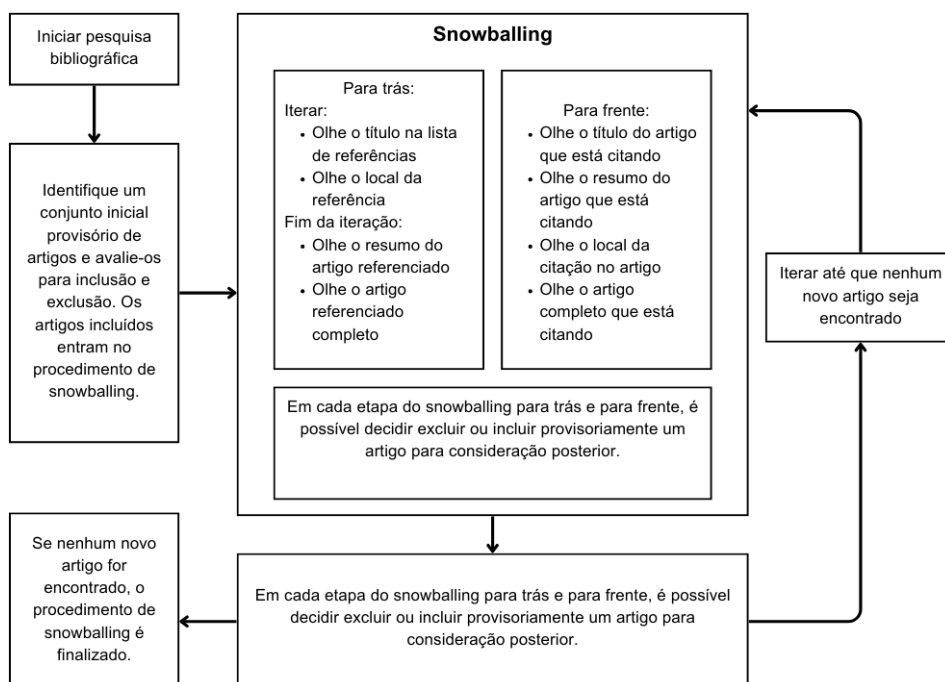 Iniciar pesquisa
bibliográfica
Identifique um
conjunto inicial
provisório de
artigos e avalie-os
para inclusão e
exclusão. Os
artigos incluídos
entram no
procedimento de
snowballing.
Snowballing
Para trás:
Iterar:
• Olhe o título na lista
de referências
• Olhe o local da
referência
Fim da iteração:
• Olhe o resumo do
artigo referenciado
• Olhe o artigo
referenciado
completo
Para frente:
• Olhe o título do artigo
que está citando
• Olhe o resumo do
artigo que está
citando
• Olhe o local da
citação no artigo
• Olhe o artigo
completo que está
citando
Em cada etapa do snowballing para trás e para frente, é
possível decidir excluir ou incluir provisoriamente um
artigo para consideração posterior.
Iterar até que nenhum
novo artigo seja
encontrado
Em cada etapa do snowballing para trás e para frente, é possível
decidir excluir ou incluir provisoriamente um artigo para
consideração posterior.
Se nenhum novo
artigo for
encontrado, o
procedimento de
snowballing é
finalizado.